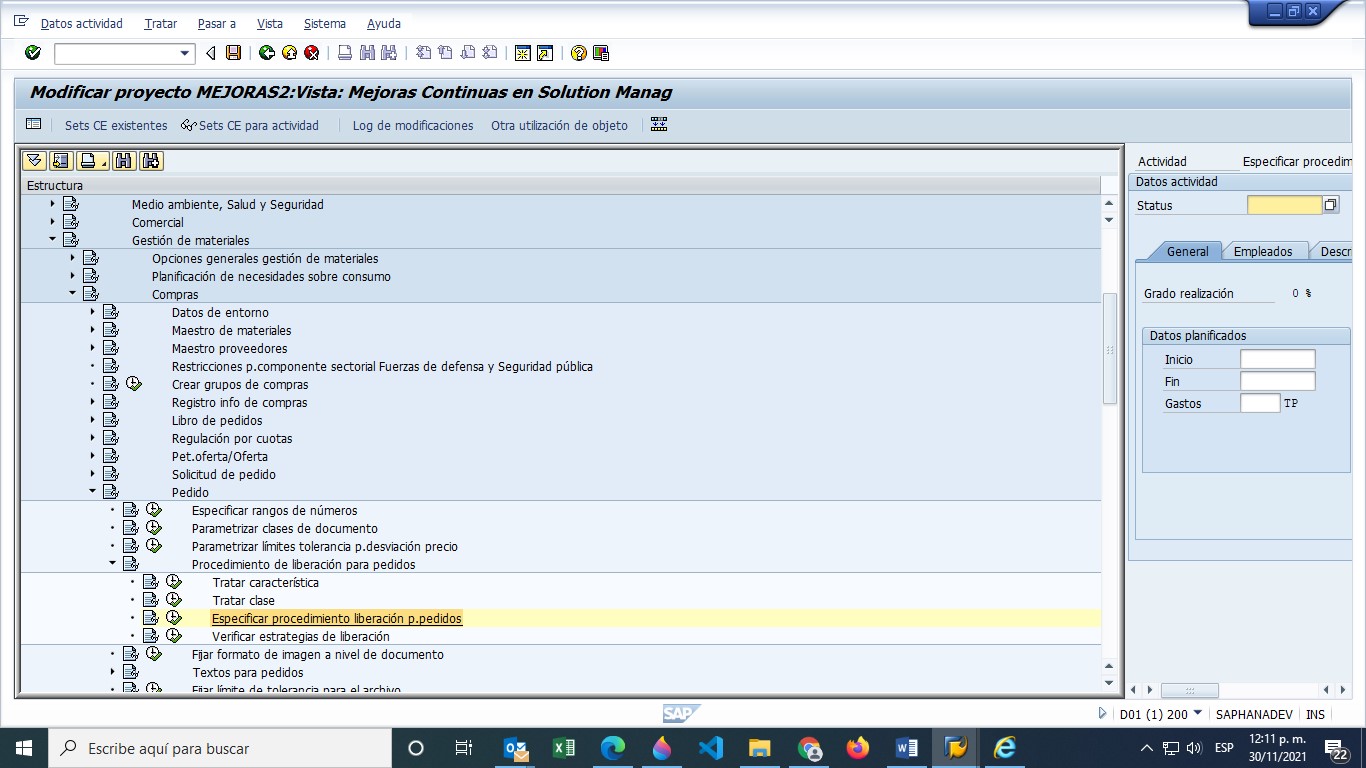 Datos actividad Tratar Pasar a Vista Sistema Ayuda
Modificar proyecto MEJORAS2:Vista: Mejoras Continuas en Solution Manag
Sets CE existentes Sets CE para actividad Log de modificaciones Otra utilización de objeto
Estructura
Medio ambiente, Salud y Seguridad
Comercial
Gestión de materiales
Opciones generales gestión de materiales
Planificación de necesidades sobre consumo
Compras
Datos de entorno
Maestro de materiales
Maestro proveedores
Restricciones p.componente sectorial Fuerzas de defensa y Seguridad pública
Crear grupos de compras
Registro info de compras
Libro de pedidos
Regulación por cuotas
Pet.oferta/Oferta
Solicitud de pedido
Pedido
Especificar rangos de números
Parametrizar clases de documento
Parametrizar límites tolerancia p.desviación precio
Procedimiento de liberación para pedidos
Tratar característica
Tratar clase
Especificar procedimiento liberación p.pedidos
Verificar estrategias de liberación
Fijar formato de imagen a nivel de documento
Textos para pedidos
Fijar límite de tolerancia para el archivo
Actividad Especificar procedim
Datos actividad
Status
General Empleados Descr
Grado realización 0 %
Datos planificados
Inicio
Fin
Gastos TP
SAP
D01 (1) 200 SAPHANADEV INS
Escribe aquí para buscar
ESP
12:11 p. m.
30/11/2021
22